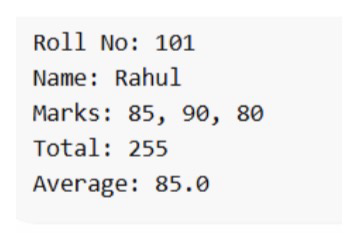 Roll No: 101
Name: Rahul
Marks: 85, 90, 80
Total: 255
Average: 85.0